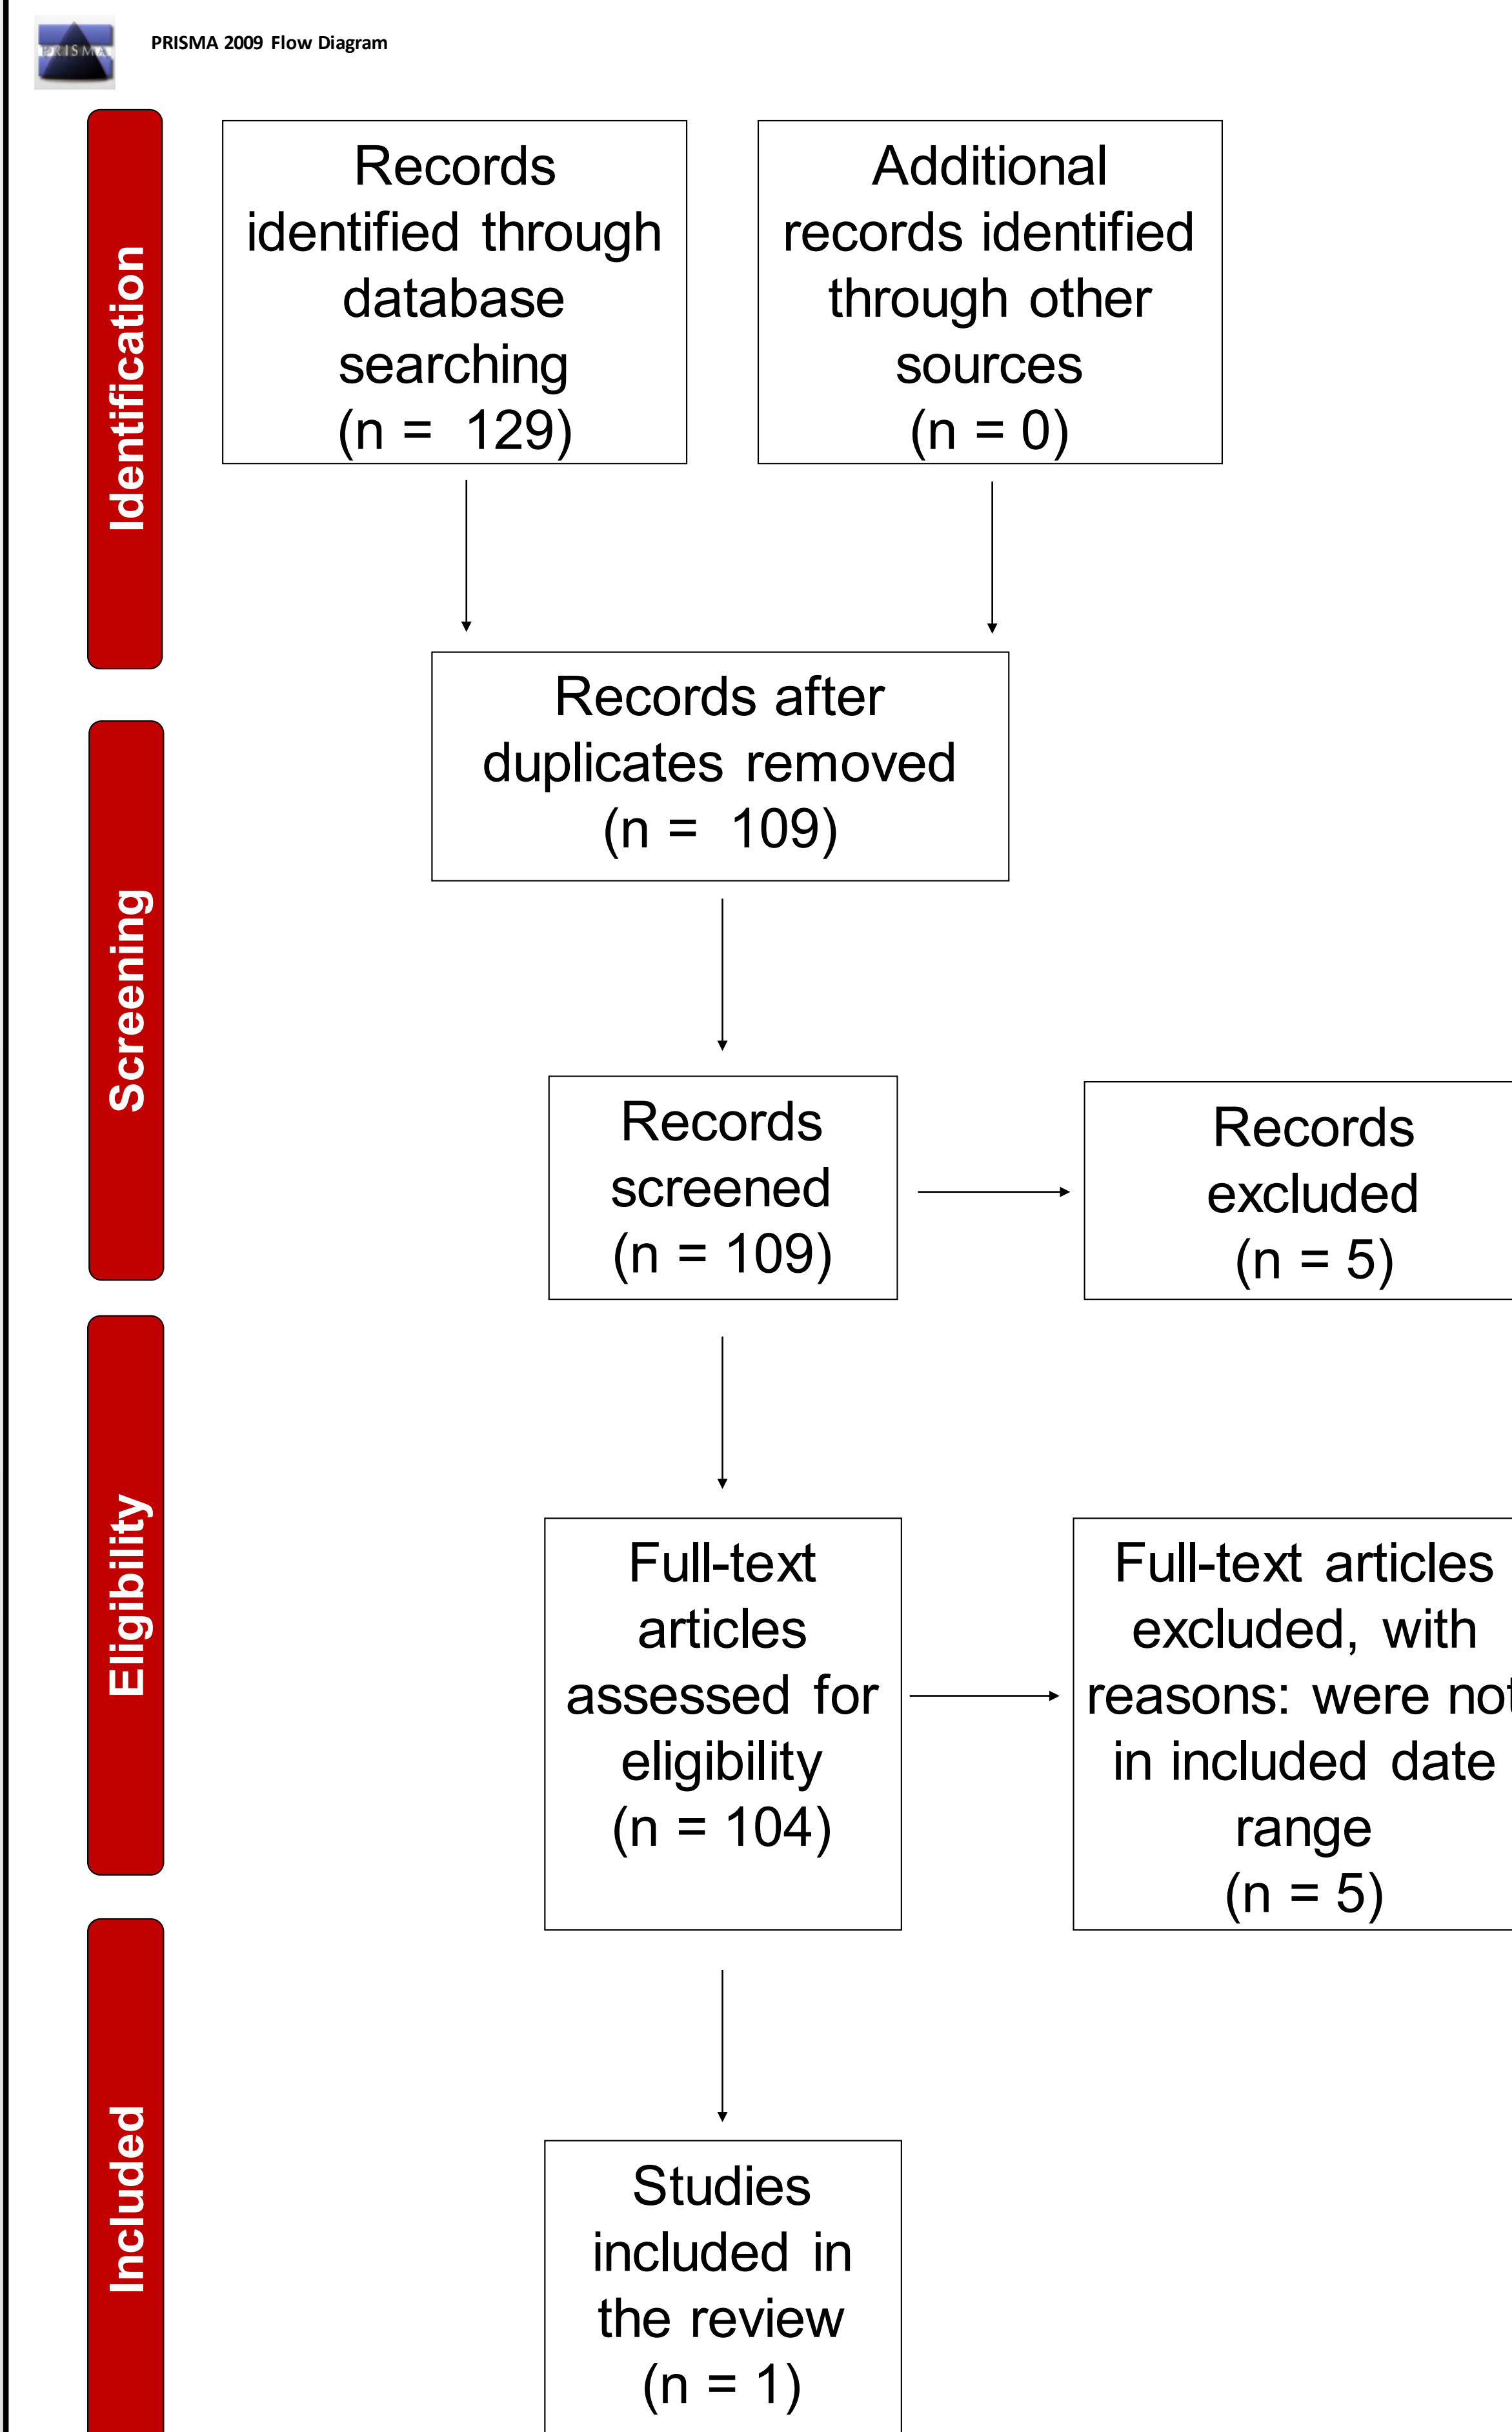 PRISMA
PRISMA 2009 Flow Diagram
Identification
Records
identified through
database
searching
(n = 129)
Additional
records identified
through other
sources
(n = 0)
Records after
duplicates removed
(n = 109)
Screening
Records
screened
(n = 109)
Records
excluded
(n = 5)
Eligibility
Full-text
articles
assessed for
eligibility
(n = 104)
Full-text articles
excluded, with
reasons: were not
in included date
range
(n = 5)
Included
Studies
included in
the review
(n = 1)